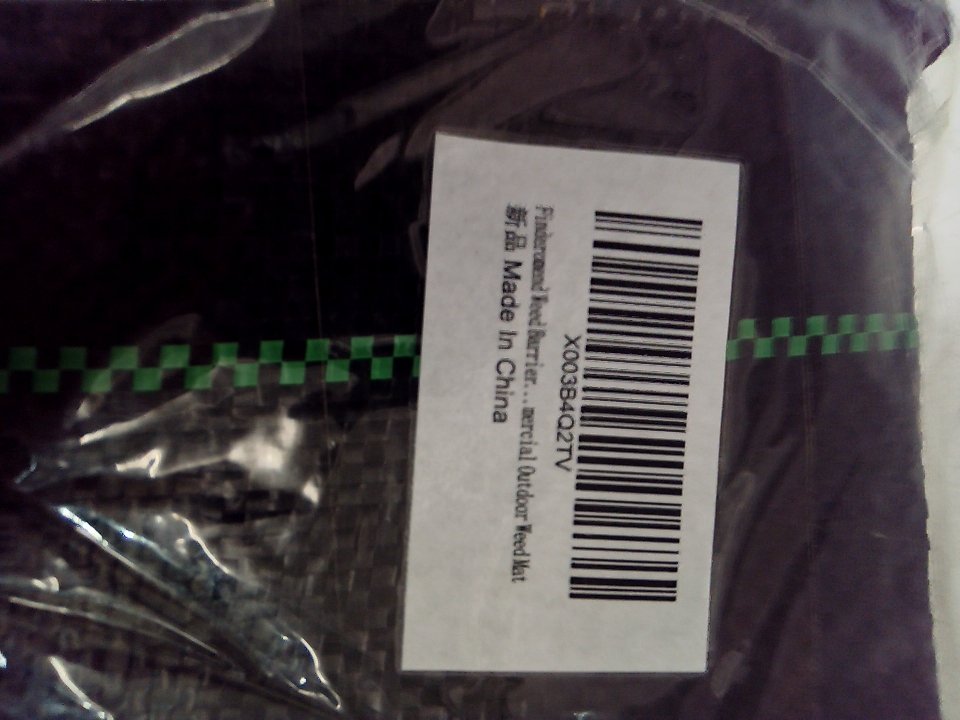 X003B4Q2TV
Weed Barrier...mercial Outdoor Weed Mat
新品 Made In China